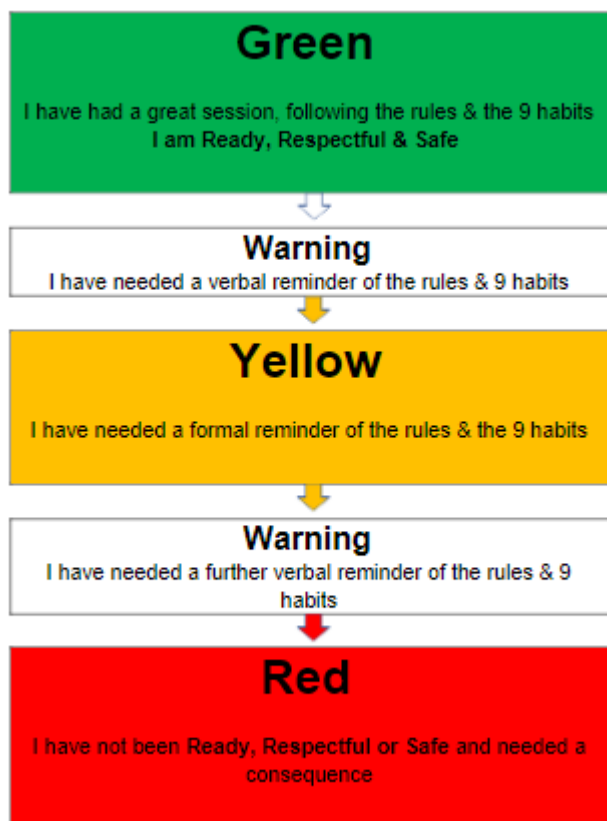 Green
I have had a great session, following the rules & the 9 habits
I am Ready, Respectful & Safe
Warning
I have needed a verbal reminder of the rules & 9 habits
Yellow
I have needed a formal reminder of the rules & the 9 habits
Warning
I have needed a further verbal reminder of the rules & 9
habits
Red
I have not been Ready, Respectful or Safe and needed a
consequence